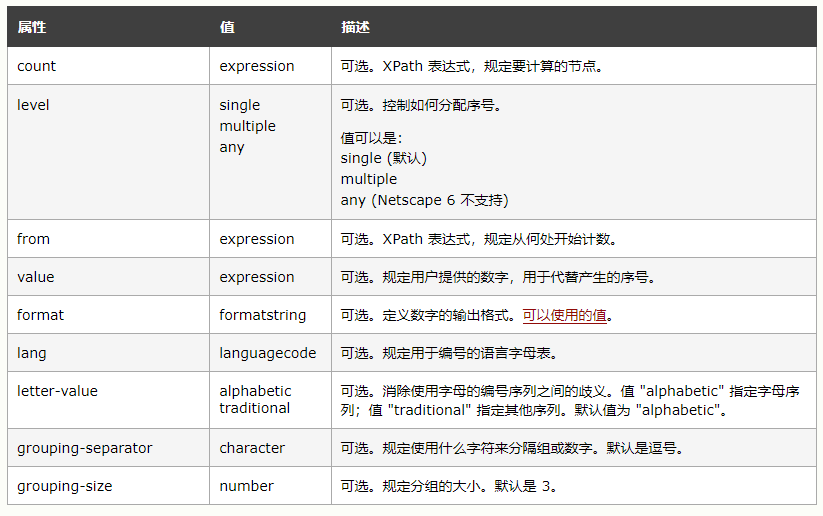 属性 值 描述
count expression 可选。XPath 表达式，规定要计算的节点。
level single 可选。控制如何分配序号。
multiple
any
值可以是：
single (默认)
multiple
any (Netscape 6 不支持)
from expression 可选。XPath 表达式，规定从何处开始计数。
value expression 可选。规定用户提供的数字，用于代替产生的序号。
format formatstring 可选。定义数字的输出格式。可以使用的值。
lang languagecode 可选。规定用于编号的语言字母表。
letter-value alphabetic 可选。消除使用字母的编号序列之间的歧义。值 "alphabetic" 指定字母序
traditional 列；值 "traditional" 指定其他序列。默认值为 "alphabetic"。
grouping-separator character 可选。规定使用什么字符来分隔组或数字。默认是逗号。
grouping-size number 可选。规定分组的大小。默认是 3。